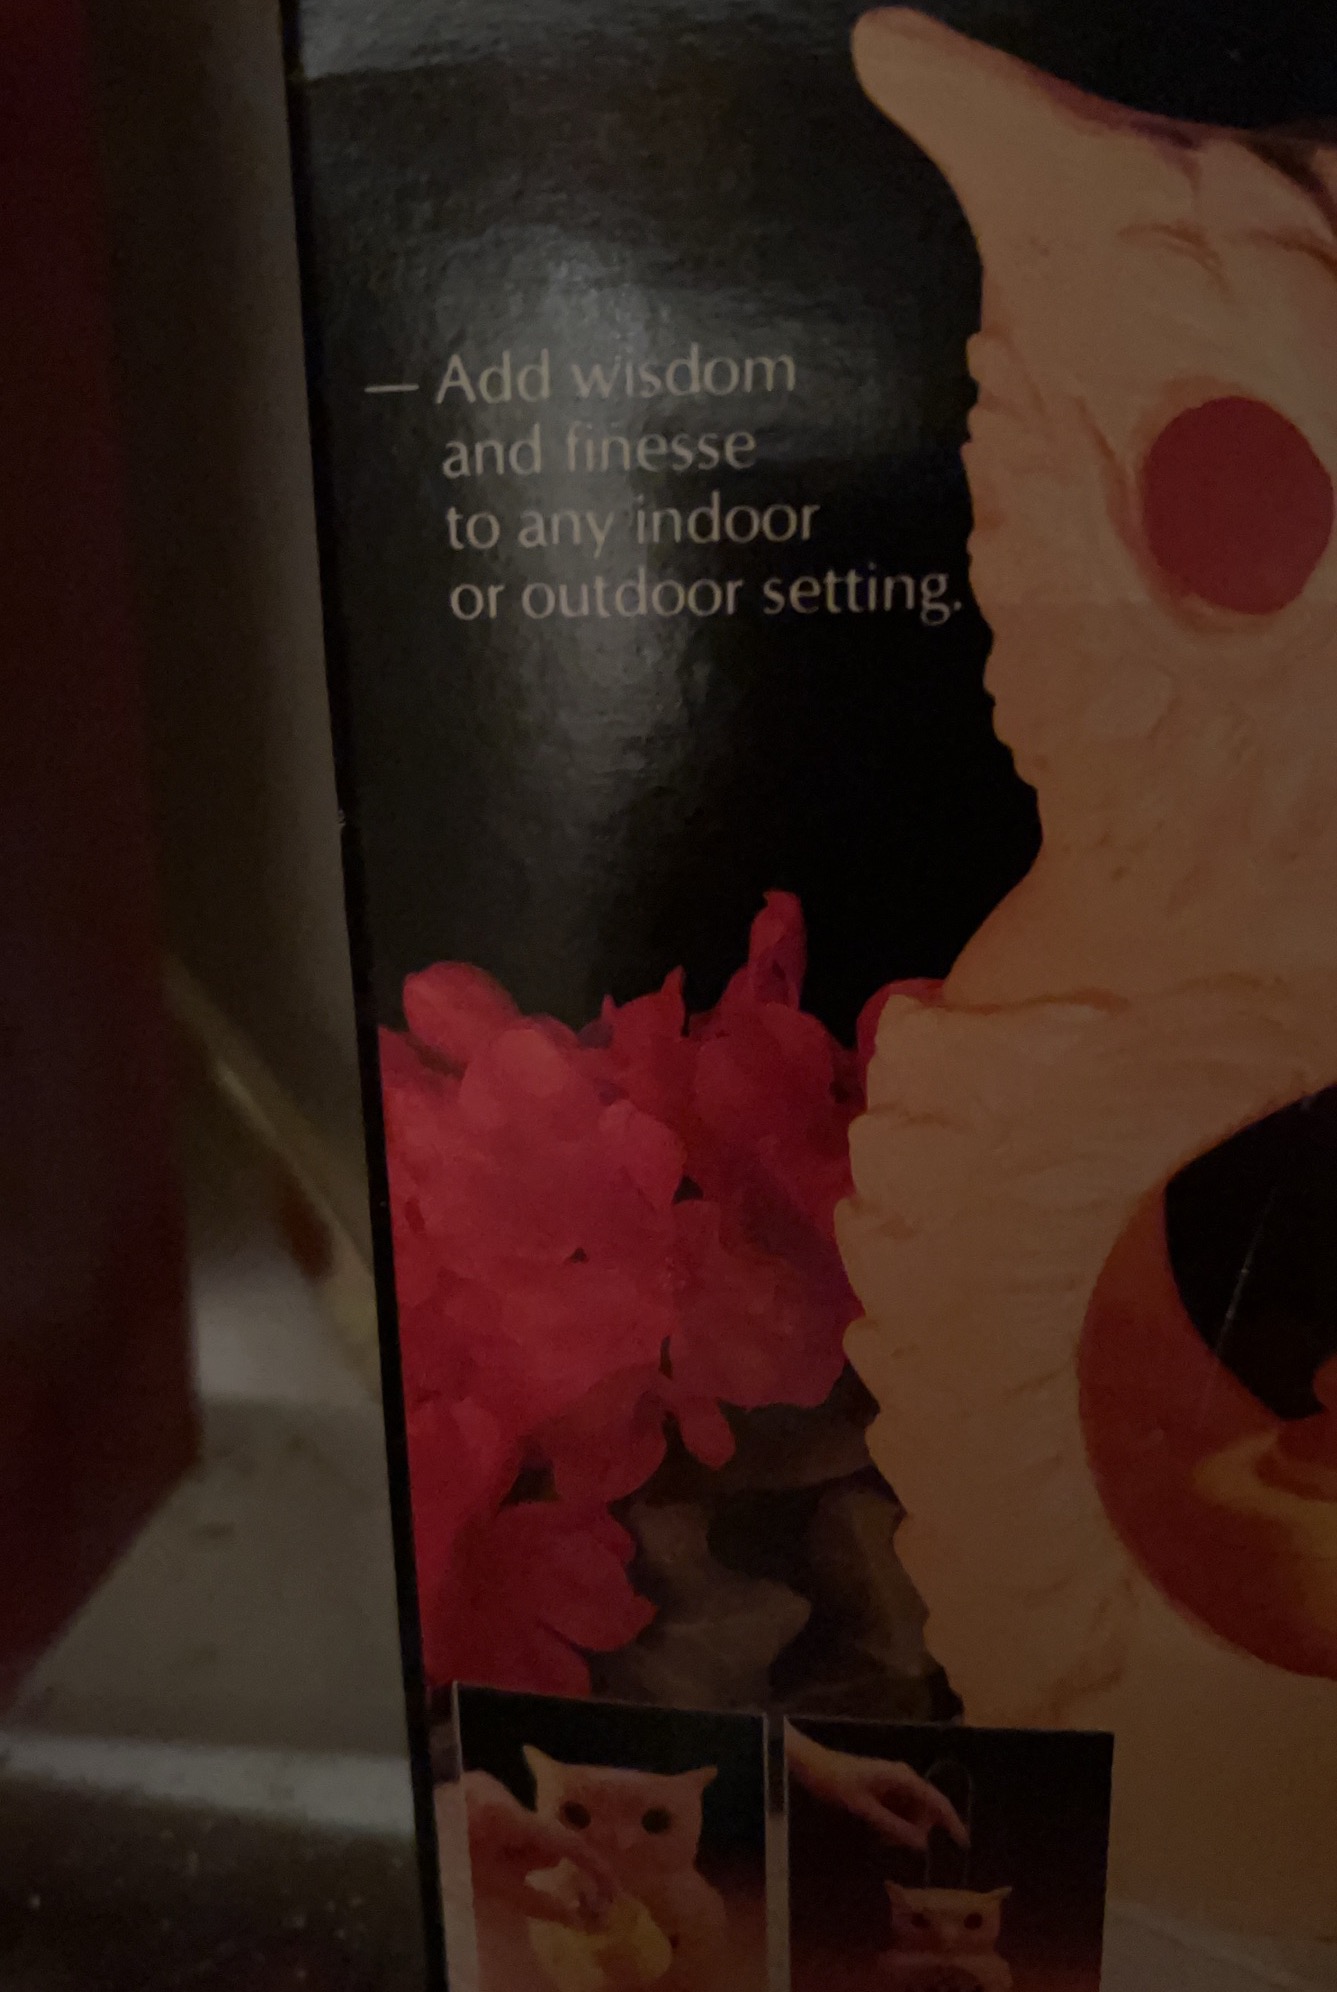 — Add wisdom
and finesse
to any indoor
or outdoor setting.